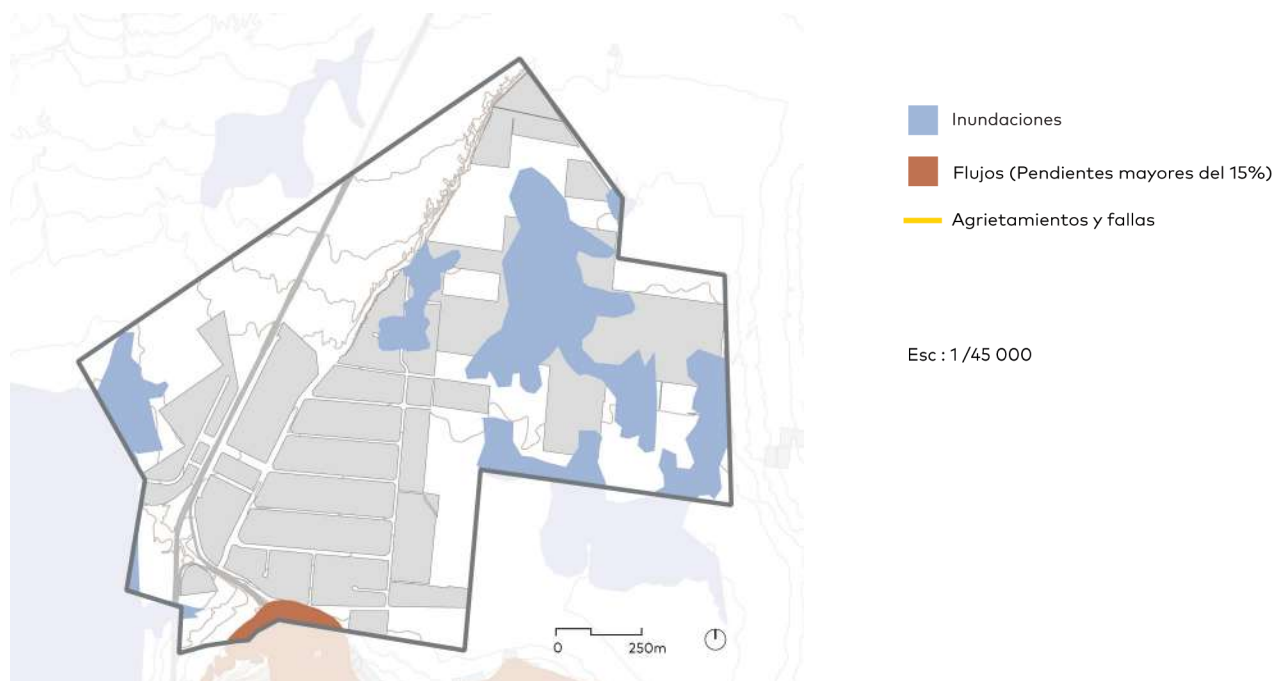 Inundaciones
Flujos (Pendientes mayores del 15%)
Agrietamientos y fallas
Esc : 1 /45 000
0 250m